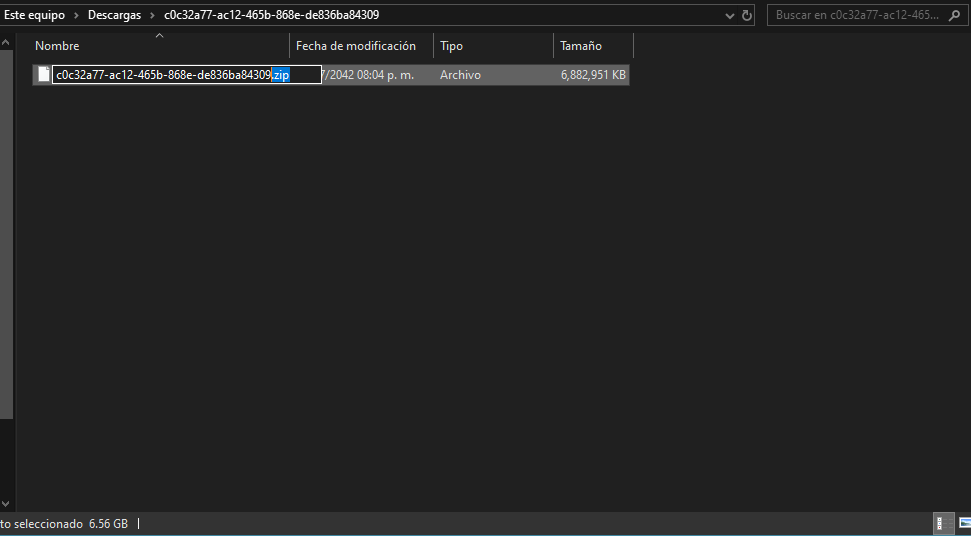 Este equipo > Descargas > c0c32a77-ac12-465b-868e-de836ba84309
Buscar en c0c32a77-ac12-465...
Nombre Fecha de modificación Tipo Tamaño
c0c32a77-ac12-465b-868e-de836ba84309.zip 7/2042 08:04 p. m. Archivo 6,882,951 KB
to seleccionado 6.56 GB